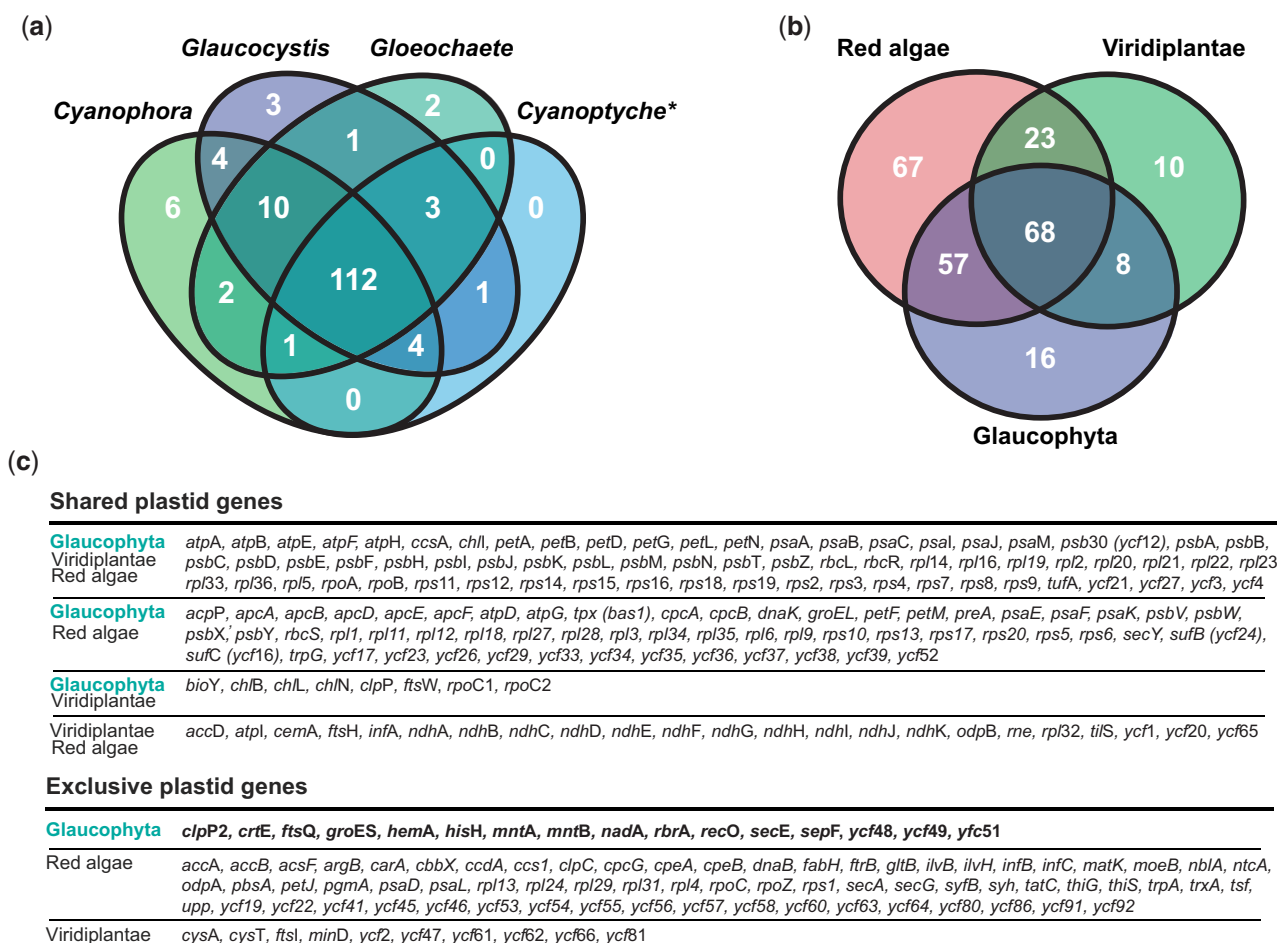 (a)
Glaucocystis Gloeochaete
Cyanophora Cyanoptyche*
3 2
4 1 0
6 10 3 0
2 112 1
1 4
0
(b)
Red algae Viridiplantae
67 23 10
68
57 8
16
Glaucophyta
(c)
Shared plastid genes
Glaucophyta atpA, atpB, atpE, atpF, atpH, ccsA, chlI, petA, petB, petD, petG, petL, petN, psaA, psaB, psaC, psaI, psaJ, psaM, psb30 (ycf12), psbA, psbB,
Viridiplantae psbC, psbD, psbE, psbF, psbH, psbI, psbJ, psbK, psbL, psbM, psbN, psbT, psbZ, rbcL, rbcR, rpl14, rpl16, rpl19, rpl2, rpl20, rpl21, rpl22, rpl23
Red algae rpl33, rpl36, rpl5, rpoA, rpoB, rps11, rps12, rps14, rps15, rps16, rps18, rps19, rps2, rps3, rps4, rps7, rps8, rps9, tufA, ycf21, ycf27, ycf3, ycf4
Glaucophyta acpP, apcA, apcB, apcD, apcE, apcF, atpD, atpG, tpx (bas1), cpcA, cpcB, dnaK, groEL, petF, petM, preA, psaE, psaF, psaK, psbV, psbW,
Red algae psbX,' psbY, rbcS, rpl1, rpl11, rpl12, rpl18, rpl27, rpl28, rpl3, rpl34, rpl35, rpl6, rpl9, rps10, rps13, rps17, rps20, rps5, rps6, secY, sufB (ycf24),
sufC (ycf16), trpG, ycf17, ycf23, ycf26, ycf29, ycf33, ycf34, ycf35, ycf36, ycf37, ycf38, ycf39, ycf52
Glaucophyta bioY, chlB, chlL, chlN, clpP, ftsW, rpoC1, rpoC2
Viridiplantae
Viridiplantae accD, atpI, cemA, ftsH, infA, ndhA, ndhB, ndhC, ndhD, ndhE, ndhF, ndhG, ndhH, ndhI, ndhJ, ndhK, odpB, rne, rpl32, tilS, ycf1, ycf20, ycf65
Red algae
Exclusive plastid genes
Glaucophyta clpP2, crtE, ftsQ, groES, hemA, hisH, mntA, mntB, nadA, rbrA, recO, secE, sepF, ycf48, ycf49, yfc51
Red algae accA, accB, acsF, argB, carA, cbbX, ccdA, ccs1, clpC, cpcG, cpeA, cpeB, dnaB, fabH, ftrB, gltB, ilvB, ilvH, infB, infC, matK, moeB, nblA, ntcA,
odpA, pbsA, petJ, pgmA, psaD, psaL, rpl13, rpl24, rpl29, rpl31, rpl4, rpoC, rpoZ, rps1, secA, secG, syfB, syh, tatC, thiG, thiS, trpA, trxA, tsf,
upp, ycf19, ycf22, ycf41, ycf45, ycf46, ycf53, ycf54, ycf55, ycf56, ycf57, ycf58, ycf60, ycf63, ycf64, ycf80, ycf86, ycf91, ycf92
Viridiplantae cysA, cysT, ftsI, minD, ycf2, ycf47, ycf61, ycf62, ycf66, ycf81